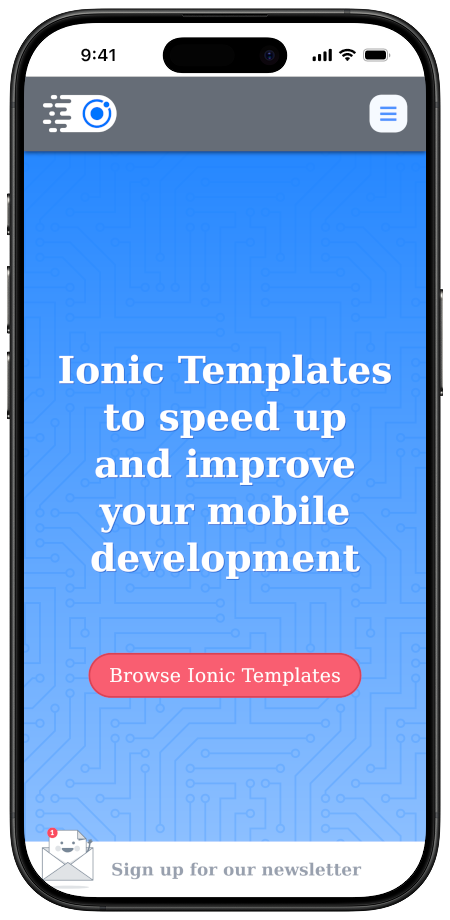 9:41
Ionic Templates
to speed up
and improve
your mobile
development
Browse Ionic Templates
1
Sign up for our newsletter